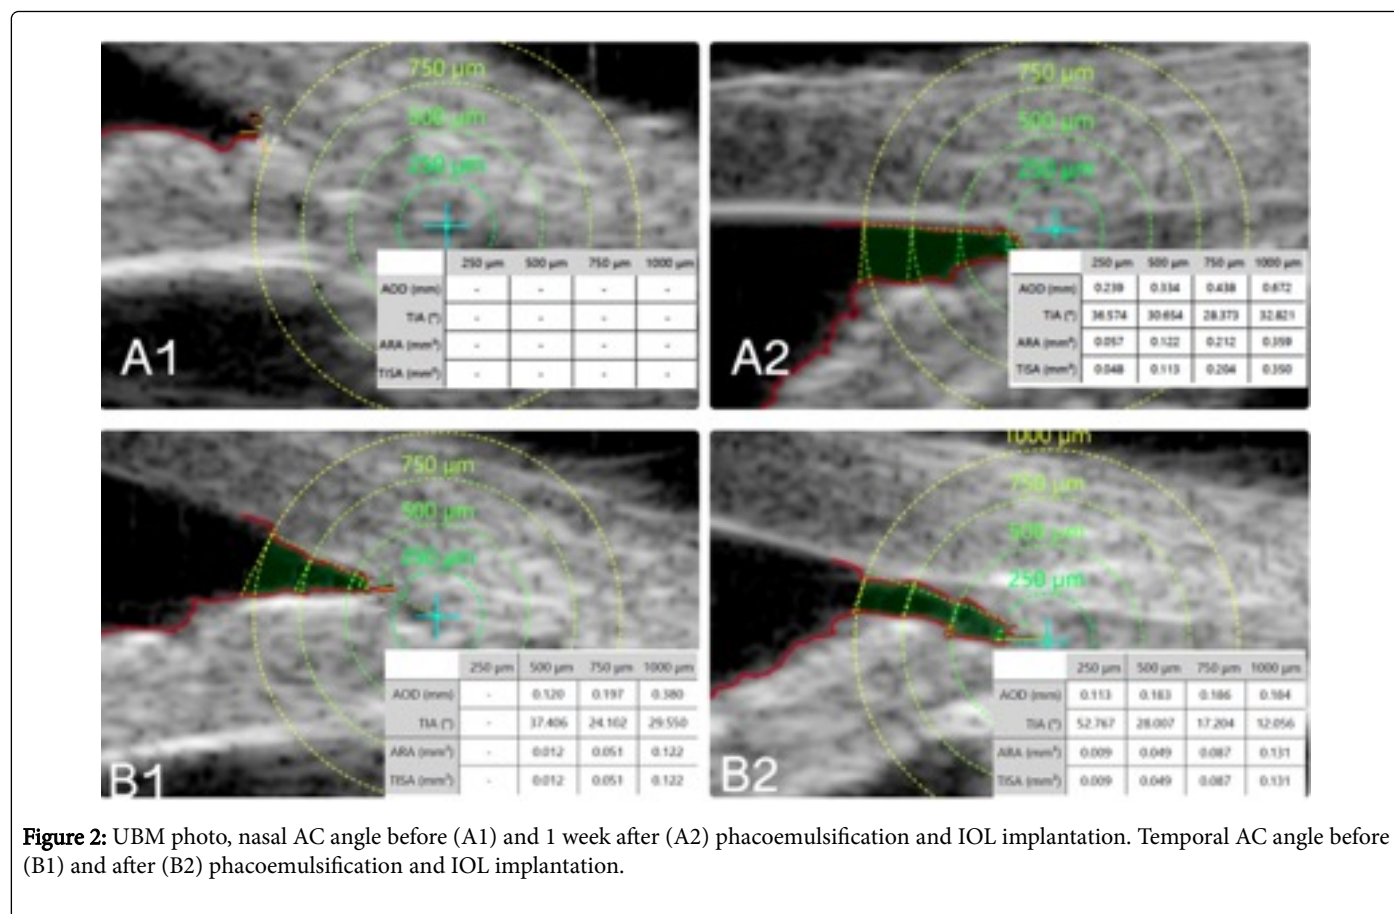 750 µm
500 µm
250 µm
250 µm 500 µm 750 µm 1000 µm
AOD (mm) - - - -
TIA (°) - - - -
ARA (mm²) - - - -
TISA (mm²) - - - -
A1
750 µm
500 µm
250 µm
250 µm 500 µm 750 µm 1000 µm
AOD (mm) 0.239 0.334 0.438 0.672
TIA (°) 36.574 30.654 28.373 32.821
ARA (mm²) 0.057 0.122 0.212 0.359
TISA (mm²) 0.048 0.113 0.204 0.350
A2
750 µm
500 µm
250 µm
250 µm 500 µm 750 µm 1000 µm
AOD (mm) - 0.120 0.197 0.380
TIA (°) - 37.406 24.102 29.550
ARA (mm²) - 0.012 0.051 0.122
TISA (mm²) - 0.012 0.051 0.122
B1
1000 µm
750 µm
500 µm
250 µm
250 µm 500 µm 750 µm 1000 µm
AOD (mm) 0.113 0.183 0.186 0.184
TIA (°) 52.767 28.007 17.204 12.056
ARA (mm²) 0.009 0.049 0.087 0.131
TISA (mm²) 0.009 0.049 0.087 0.131
B2
Figure 2: UBM photo, nasal AC angle before (A1) and 1 week after (A2) phacoemulsification and IOL implantation. Temporal AC angle before
(B1) and after (B2) phacoemulsification and IOL implantation.